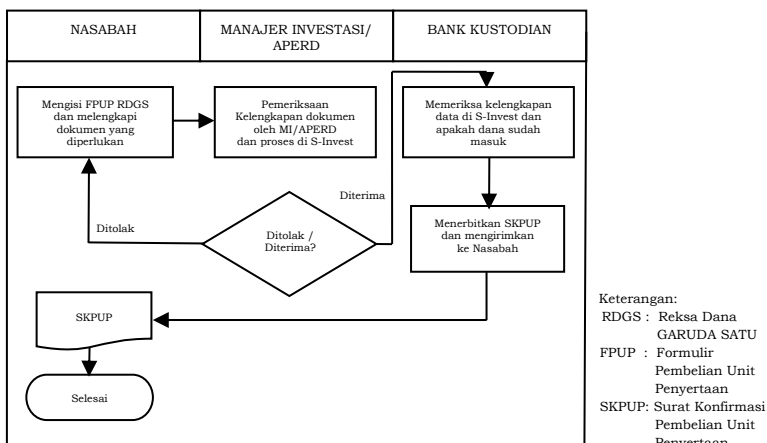 NASABAH
MANAJER INVESTASI/
APERD
BANK KUSTODIAN
Mengisi FPUP RDGS
dan melengkapi
dokumen yang
diperlukan
Pemeriksaan
Kelengkapan dokumen
oleh MI/APERD
dan proses di S-Invest
Memeriksa kelengkapan
data di S-Invest dan
apakah dana sudah
masuk
Ditolak
Ditolak /
Diterima?
Diterima
Menerbitkan SKPUP
dan mengirimkan
ke Nasabah
SKPUP
Selesai
Keterangan:
RDGS : Reksa Dana
GARUDA SATU
FPUP : Formulir
Pembelian Unit
Penyertaan
SKPUP: Surat Konfirmasi
Pembelian Unit
Penyertaan